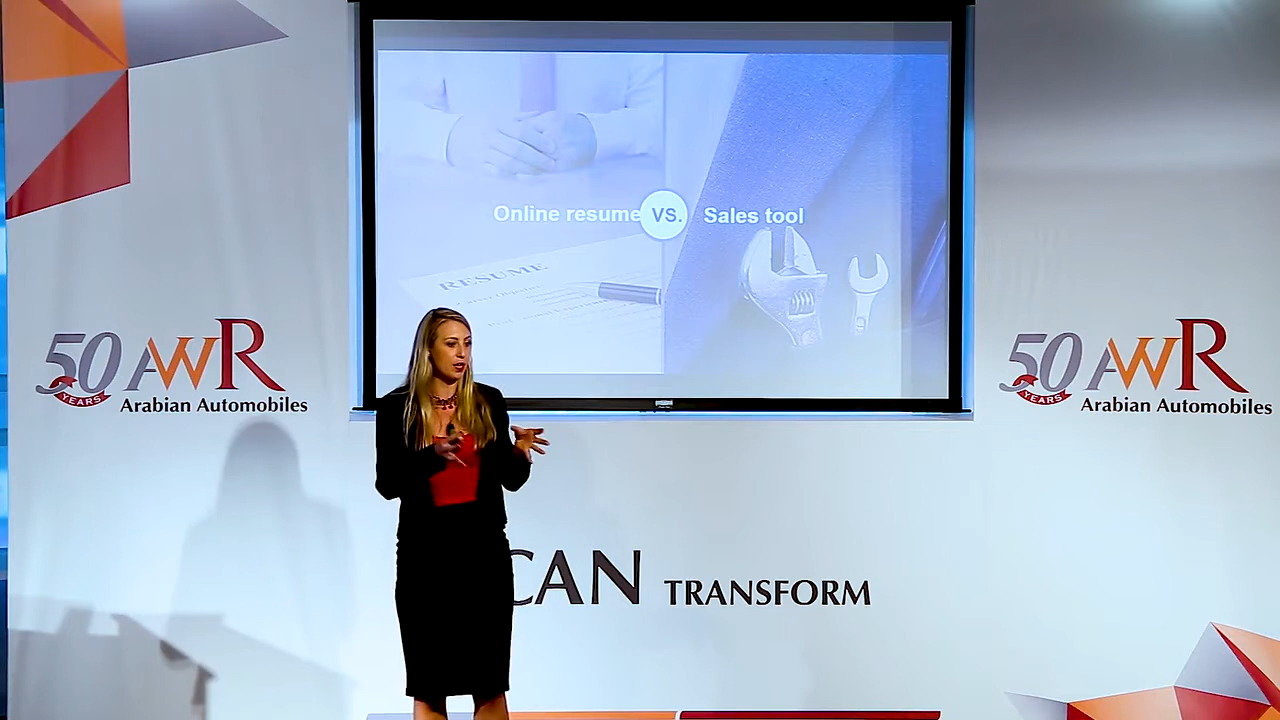 Online resume VS. Sales tool
RESUME
50 AWR
YEARS
Arabian Automobiles
50 AWR
YEARS
Arabian Automobiles
CAN TRANSFORM